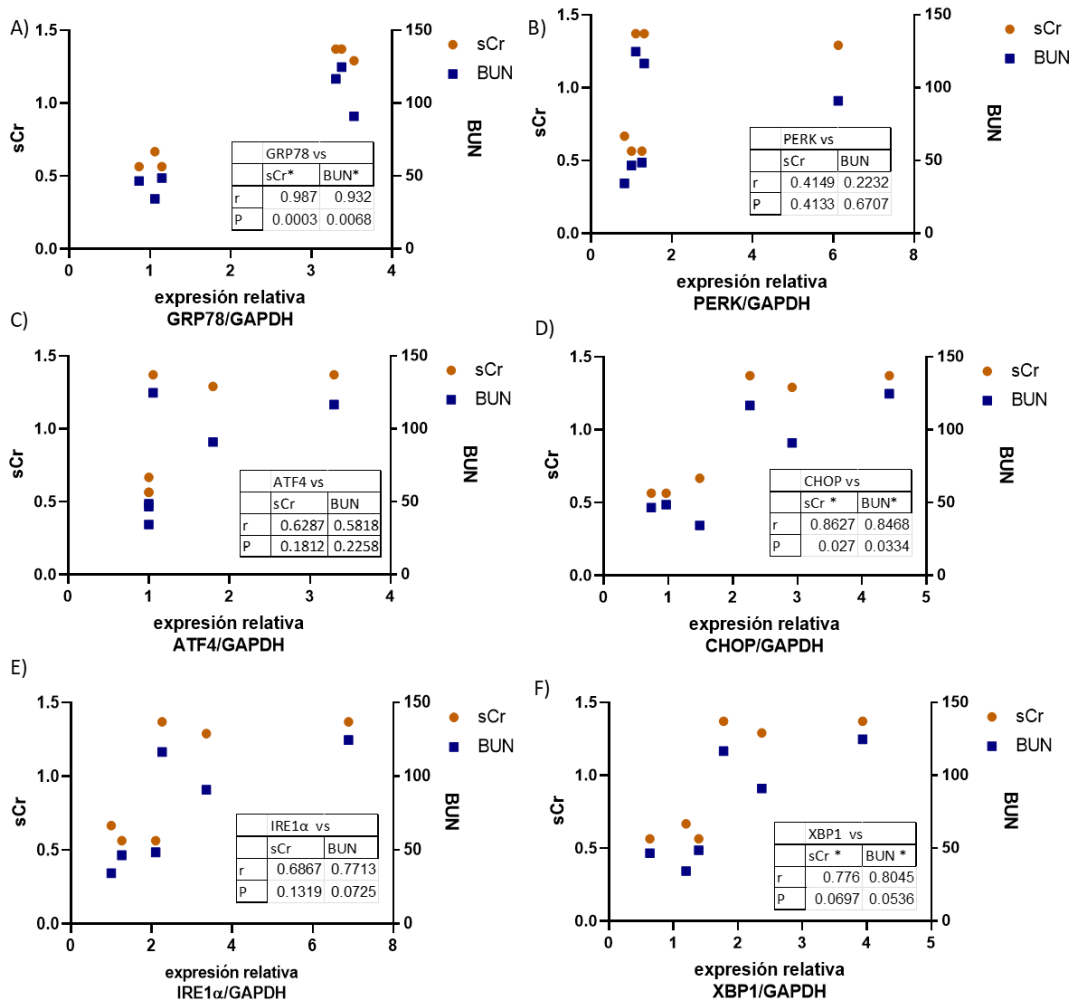 A)
1.5
1.0
0.5
0.0
sCr
150
100
50
0
BUN
sCr
BUN
GRP78 vs
sCr* BUN*
r 0.987 0.932
P 0.0003 0.0068
0 1 2 3 4
expresión relativa
GRP78/GAPDH
B)
1.5
1.0
0.5
0.0
sCr
150
100
50
0
BUN
sCr
BUN
PERK vs
sCr BUN
r 0.4149 0.2232
P 0.4133 0.6707
0 2 4 6 8
expresión relativa
PERK/GAPDH
C)
1.5
1.0
0.5
0.0
sCr
150
100
50
0
BUN
sCr
BUN
ATF4 vs
sCr BUN
r 0.6287 0.5818
P 0.1812 0.2258
0 1 2 3 4
expresión relativa
ATF4/GAPDH
D)
1.5
1.0
0.5
0.0
sCr
150
100
50
0
BUN
sCr
BUN
CHOP vs
sCr * BUN*
r 0.8627 0.8468
P 0.027 0.0334
0 1 2 3 4 5
expresión relativa
CHOP/GAPDH
E)
1.5
1.0
0.5
0.0
sCr
150
100
50
0
BUN
sCr
BUN
IRE1α vs
sCr BUN
r 0.6867 0.7713
P 0.1319 0.0725
0 2 4 6 8
expresión relativa
IRE1α/GAPDH
F)
1.5
1.0
0.5
0.0
sCr
150
100
50
0
BUN
sCr
BUN
XBP1 vs
sCr * BUN *
r 0.776 0.8045
P 0.0697 0.0536
0 1 2 3 4 5
expresión relativa
XBP1/GAPDH